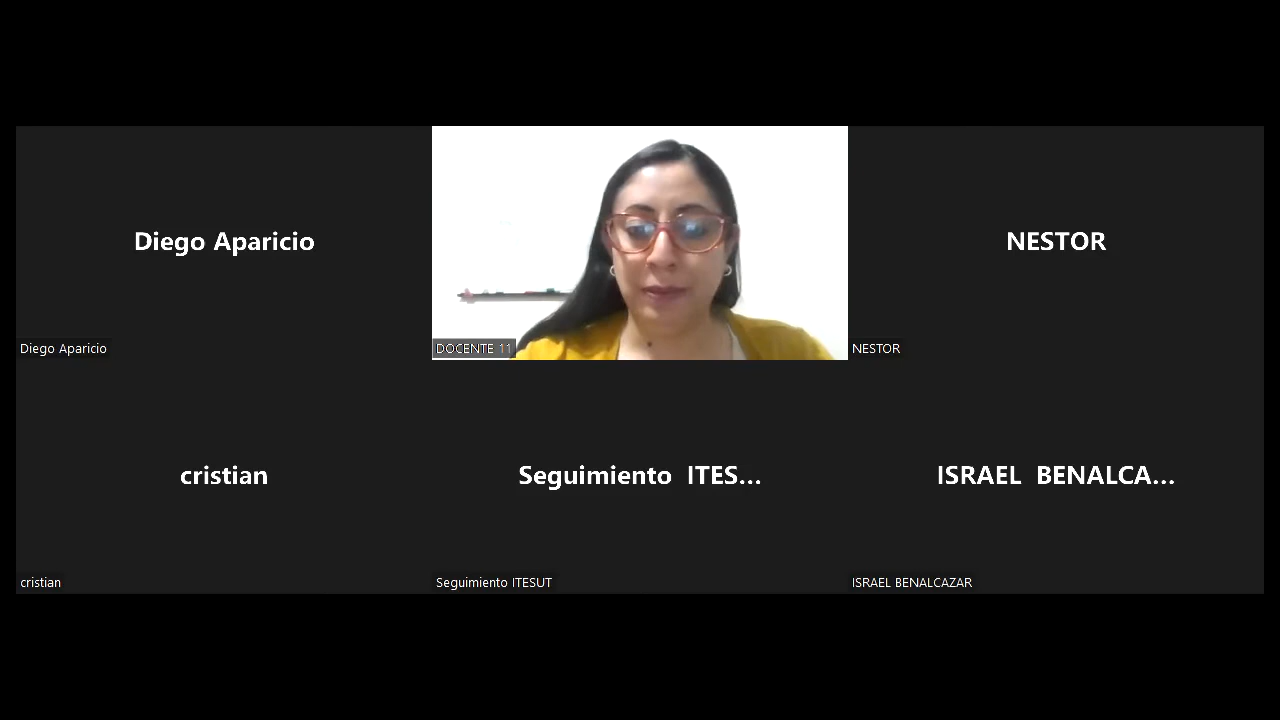 Diego Aparicio
NESTOR
Diego Aparicio
DOCENTE 11
NESTOR
cristian
Seguimiento ITES...
ISRAEL BENALCA...
cristian
Seguimiento ITESUT
ISRAEL BENALCAZAR